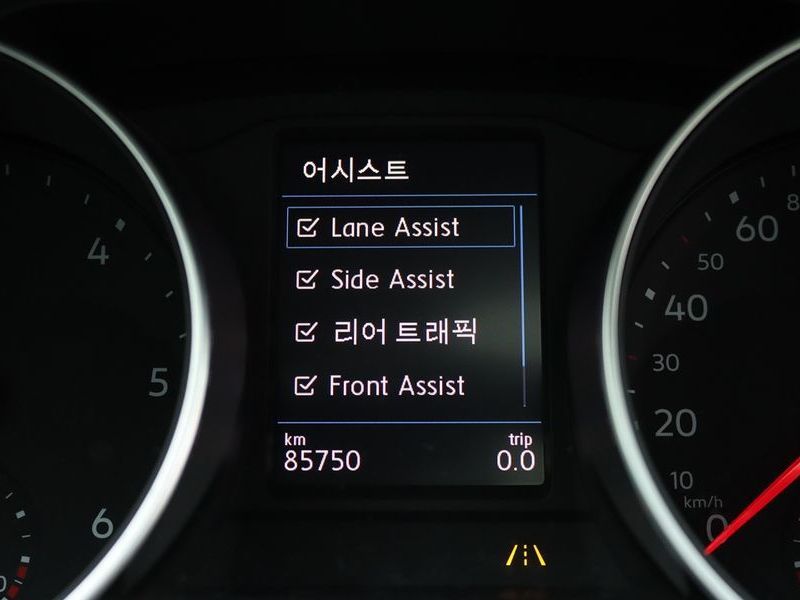 어시스트
Lane Assist
Side Assist
리어 트래픽
Front Assist
km
85750
trip
0.0
4
5
6
60
50
40
30
20
10
km/h
0